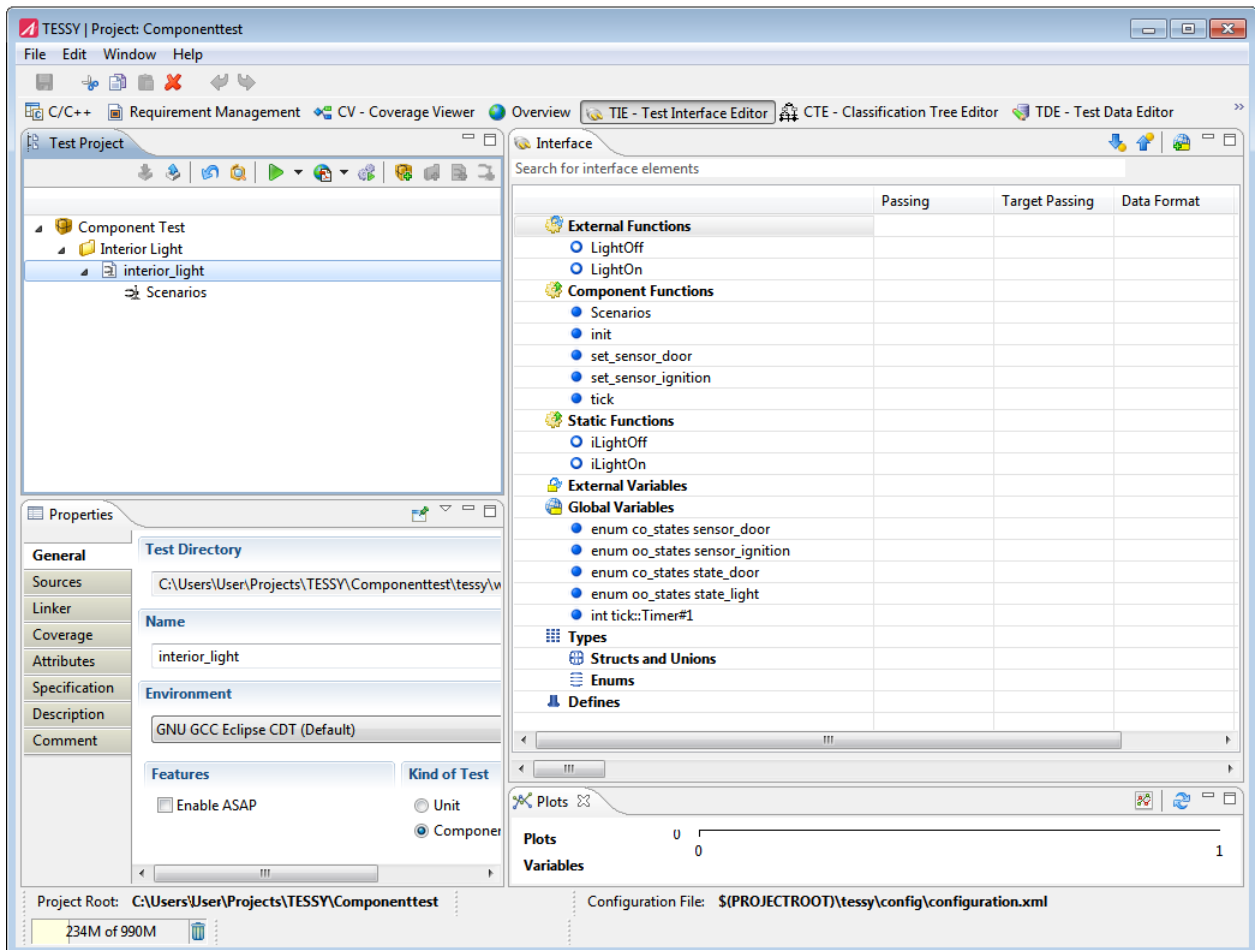 TESSY | Project: Componenttest
File Edit Window Help
C/C++ Requirement Management CV - Coverage Viewer Overview TIE - Test Interface Editor CTE - Classification Tree Editor TDE - Test Data Editor
Test Project
Component Test
Interior Light
interior_light
Scenarios
Interface
Search for interface elements
Passing Target Passing Data Format
External Functions
LightOff
LightOn
Component Functions
Scenarios
init
set_sensor_door
set_sensor_ignition
tick
Static Functions
iLightOff
iLightOn
External Variables
Global Variables
enum co_states sensor_door
enum oo_states sensor_ignition
enum co_states state_door
enum oo_states state_light
int tick::Timer#1
Types
Structs and Unions
Enums
Defines
Properties
General
Sources
Linker
Coverage
Attributes
Specification
Description
Comment
Test Directory
C:\Users\User\Projects\TESSY\Componenttest\tessy\w
Name
interior_light
Environment
GNU GCC Eclipse CDT (Default)
Features
Enable ASAP
Kind of Test
Unit
Componen
Plots
Plots 0
0 1
Variables
Project Root: C:\Users\User\Projects\TESSY\Componenttest
Configuration File: $(PROJECTROOT)\tessy\config\configuration.xml
234M of 990M